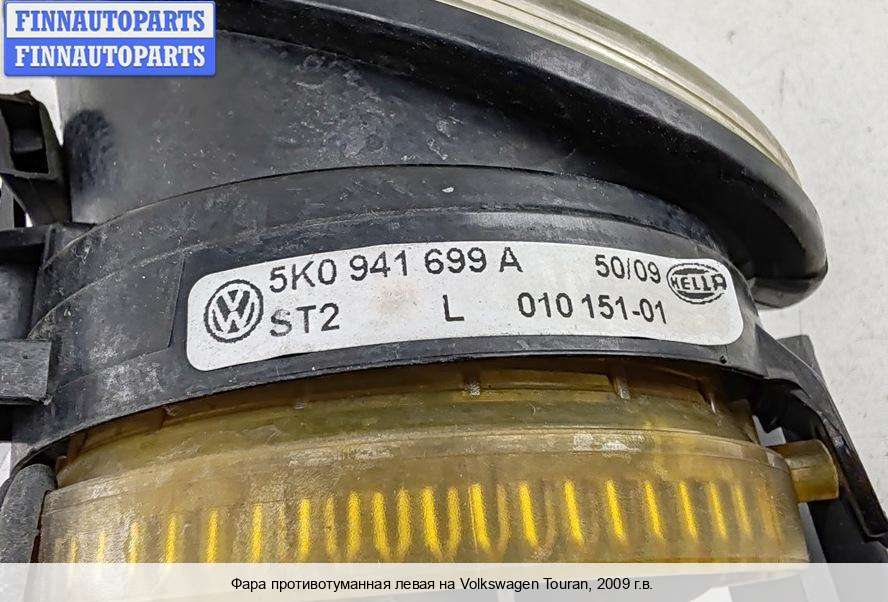 FINNAUTOPARTS
FINNAUTOPARTS
5K0 941 699 A 50/09 HELLA
ST2 L 010 151-01
Фара противотуманная левая на Volkswagen Touran, 2009 г.в.